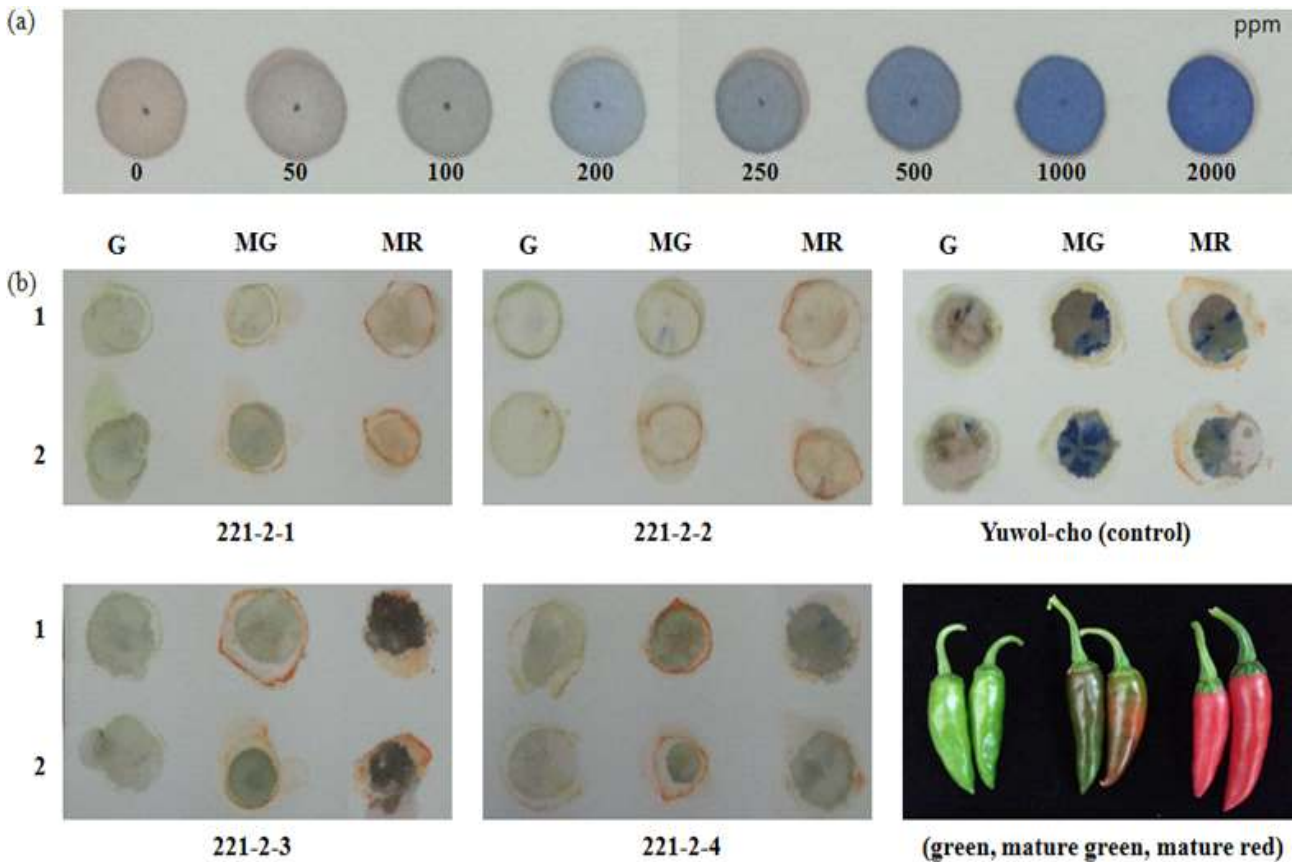 (a)
ppm
0 50 100 200 250 500 1000 2000
G MG MR G MG MR G MG MR
(b)
1
2
221-2-1 221-2-2 Yuwol-cho (control)
1
2
221-2-3 221-2-4 (green, mature green, mature red)